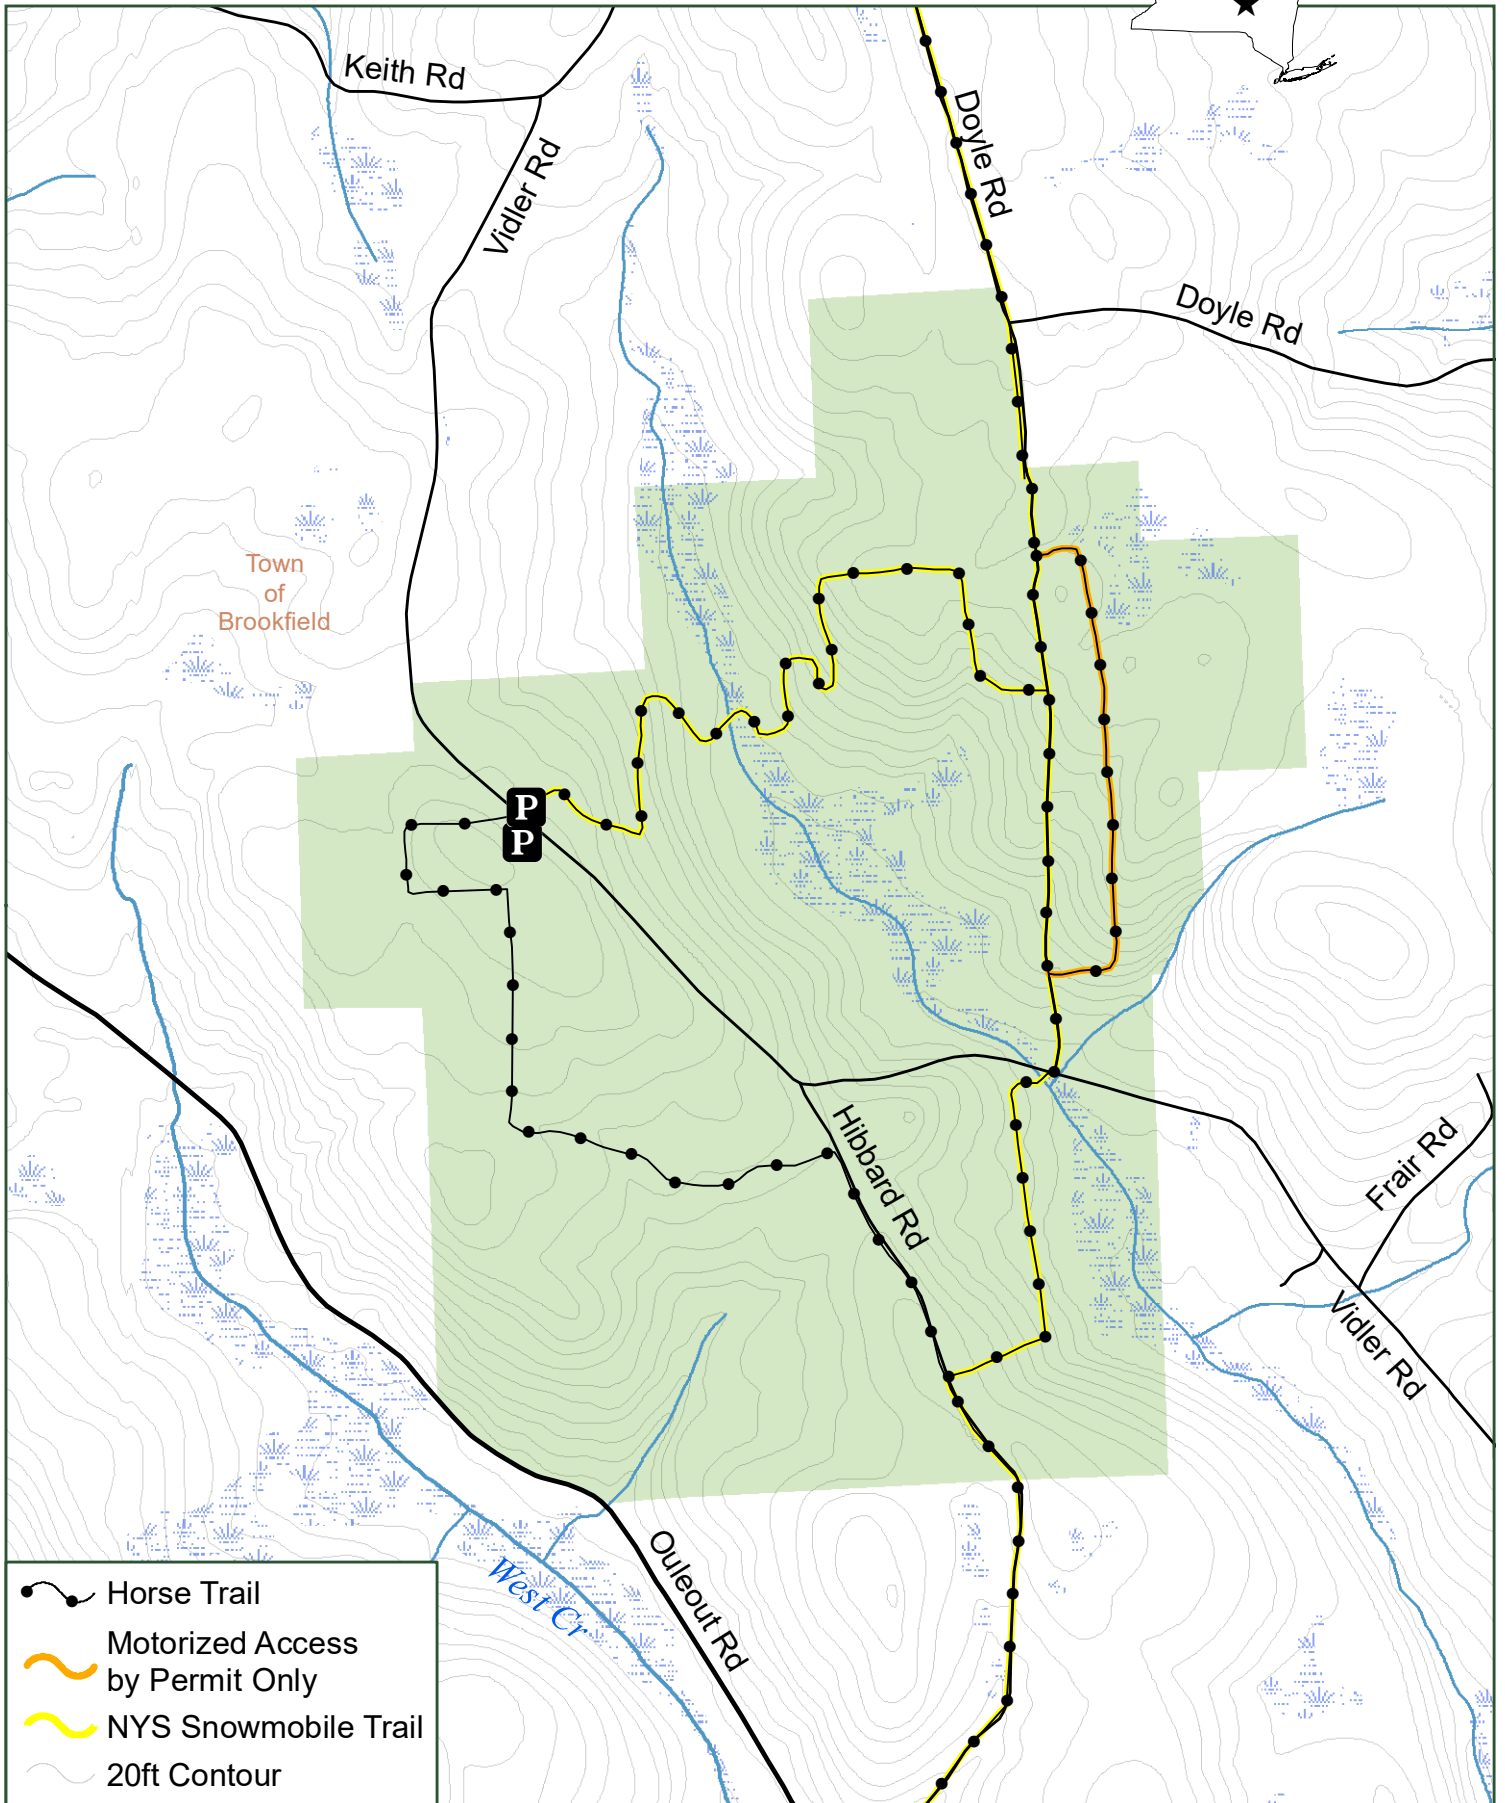 Keith Rd
Doyle Rd
Vidler Rd
Doyle Rd
Town
of
Brookfield
P
P
Hibbard Rd
Frair Rd
Vidler Rd
Ouleout Rd
West Cr
Horse Trail
Motorized Access
by Permit Only
NYS Snowmobile Trail
20ft Contour